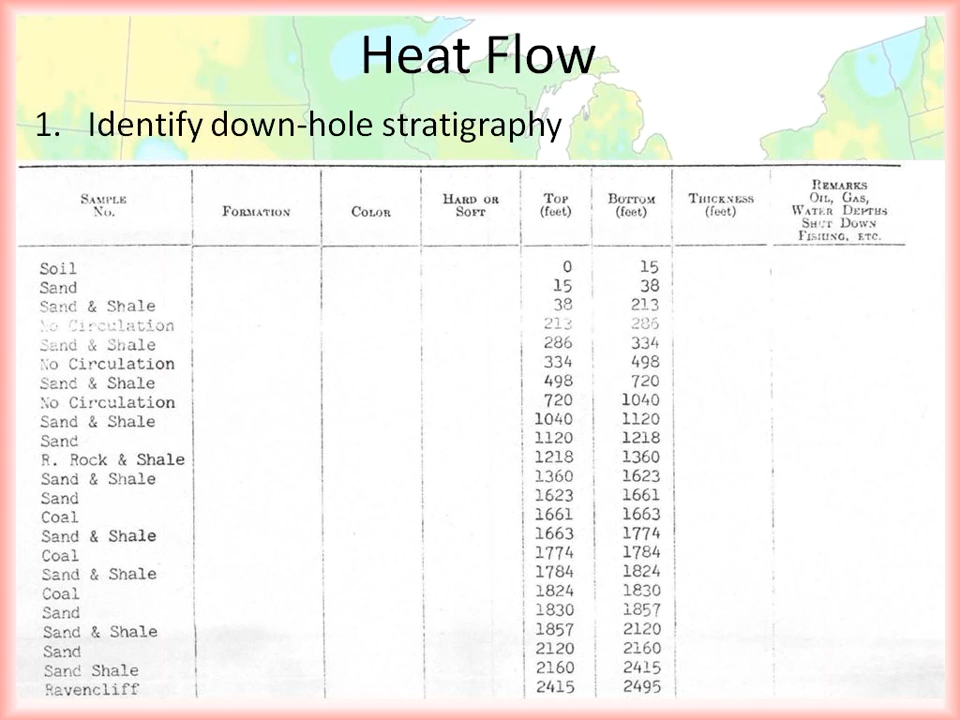 Heat Flow
1. Identify down-hole stratigraphy
SAMPLE No. FORMATION COLOR HARD OR SOFT TOP (feet) BOTTOM (feet) THICKNESS (feet) REMARKS OIL, GAS, WATER DEPTHS SHUT DOWN FISHING, ETC.
Soil 0 15
Sand 15 38
Sand & Shale 38 213
No Circulation 213 286
Sand & Shale 286 334
No Circulation 334 498
Sand & Shale 498 720
No Circulation 720 1040
Sand & Shale 1040 1120
Sand 1120 1218
R. Rock & Shale 1218 1360
Sand & Shale 1360 1623
Sand 1623 1661
Coal 1661 1663
Sand & Shale 1663 1774
Coal 1774 1784
Sand & Shale 1784 1824
Coal 1824 1830
Sand 1830 1857
Sand & Shale 1857 2120
Sand 2120 2160
Sand Shale 2160 2415
Ravencliff 2415 2495